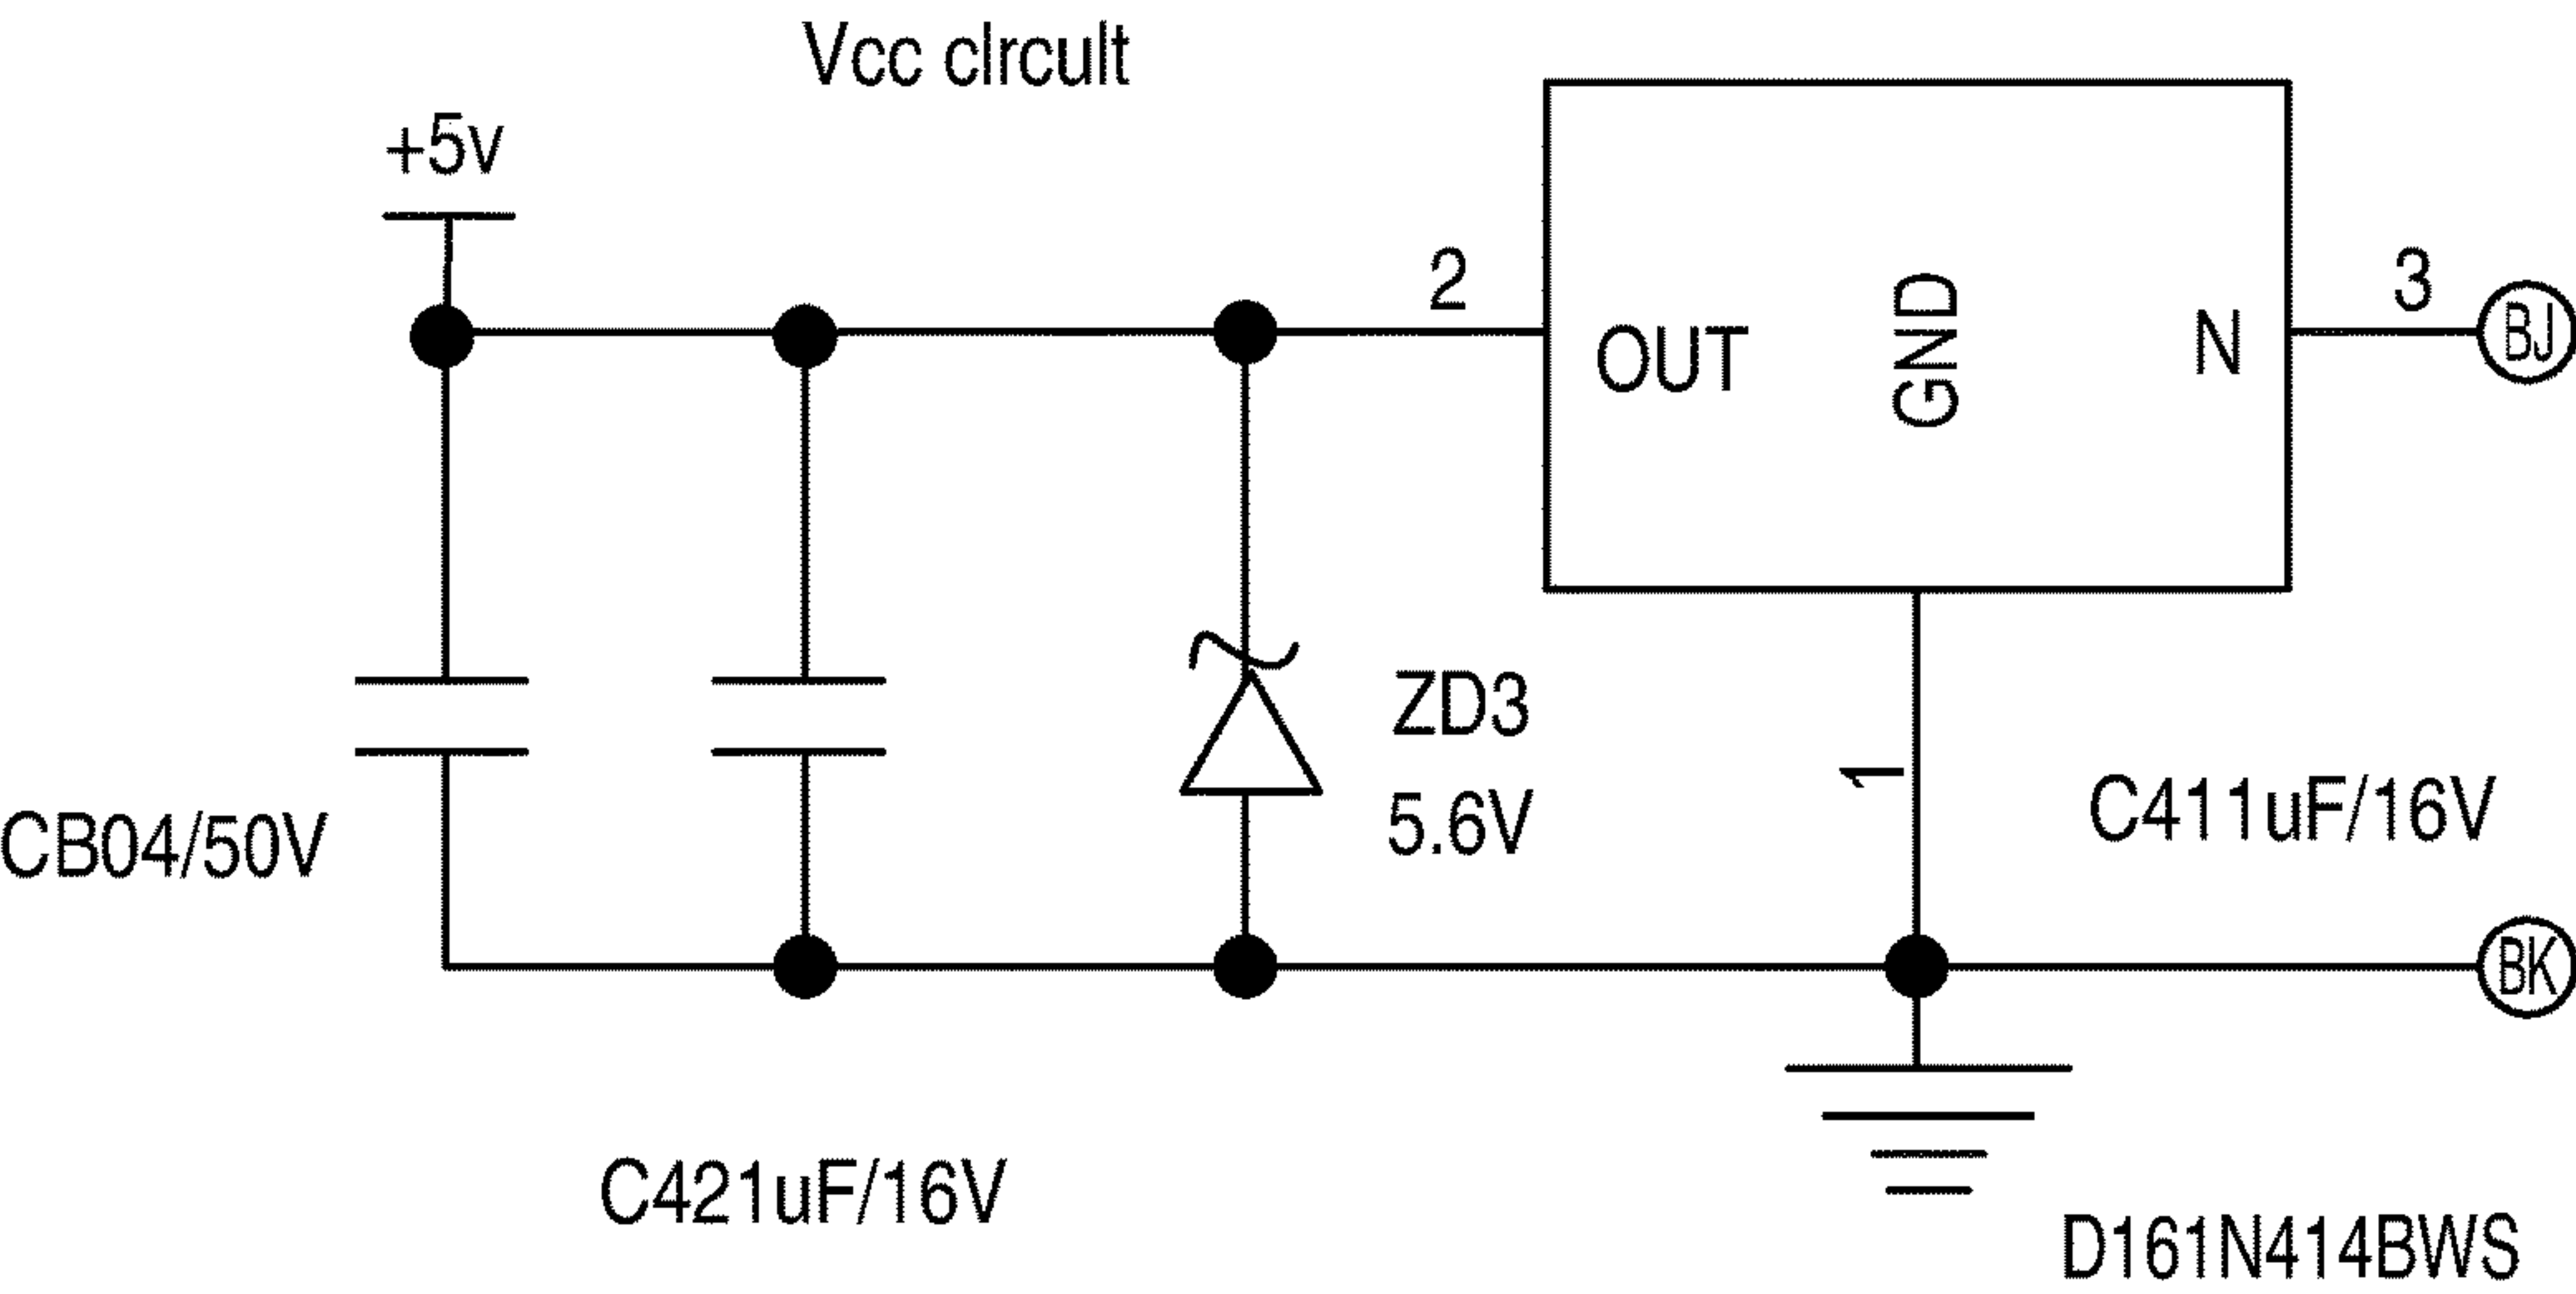 Vcc clrcult
+5v
2
3
BJ
OUT
GND
N
ZD3
5.6V
1
C411uF/16V
CB04/50V
BK
C421uF/16V
D161N414BWS